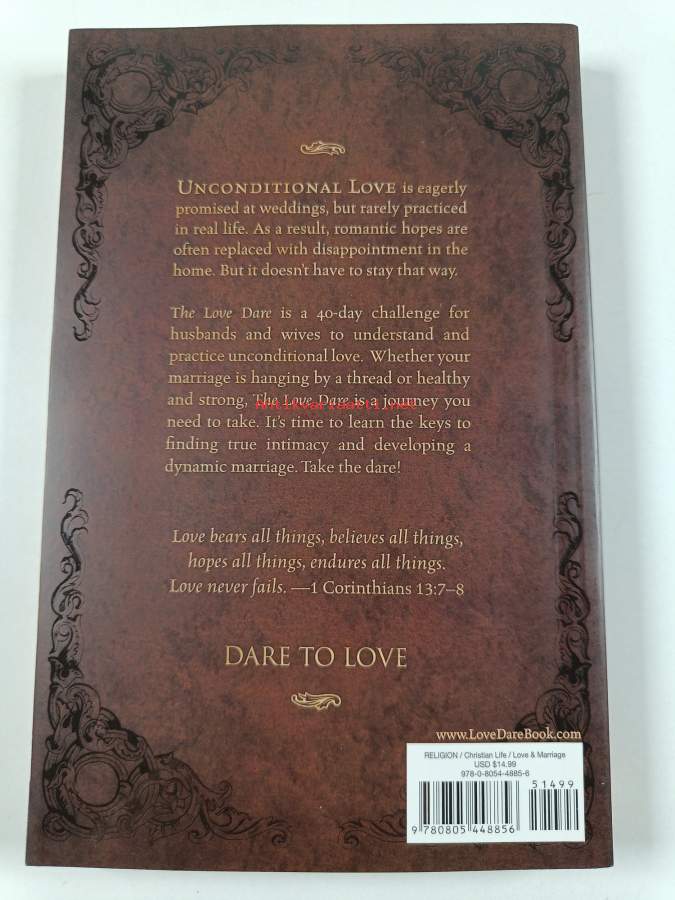 UNCONDITIONAL LOVE is eagerly
promised at weddings, but rarely practiced
in real life. As a result, romantic hopes are
often replaced with disappointment in the
home. But it doesn't have to stay that way.
The Love Dare is a 40-day challenge for
husbands and wives to understand and
practice unconditional love. Whether your
marriage is hanging by a thread or healthy
and strong, The Love Dare is a journey you
antikvariaatti.net
need to take. It's time to learn the keys to
finding true intimacy and developing a
dynamic marriage. Take the dare!
Love bears all things, believes all things,
hopes all things, endures all things.
Love never fails. —1 Corinthians 13:7–8
DARE TO LOVE
www.LoveDareBook.com
RELIGION / Christian Life / Love & Marriage
USD $14.99
978-0-8054-4885-6
51499
9 780805 448856